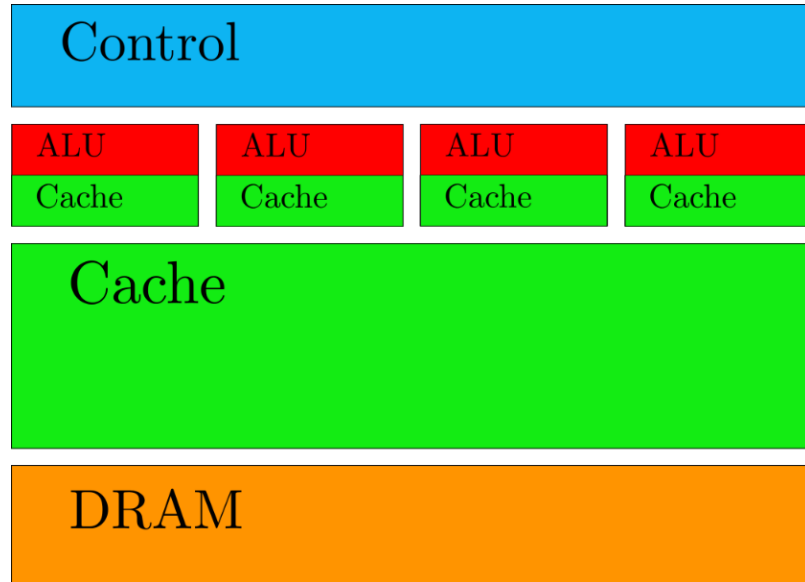 Control
ALU ALU ALU ALU
Cache Cache Cache Cache
Cache
DRAM